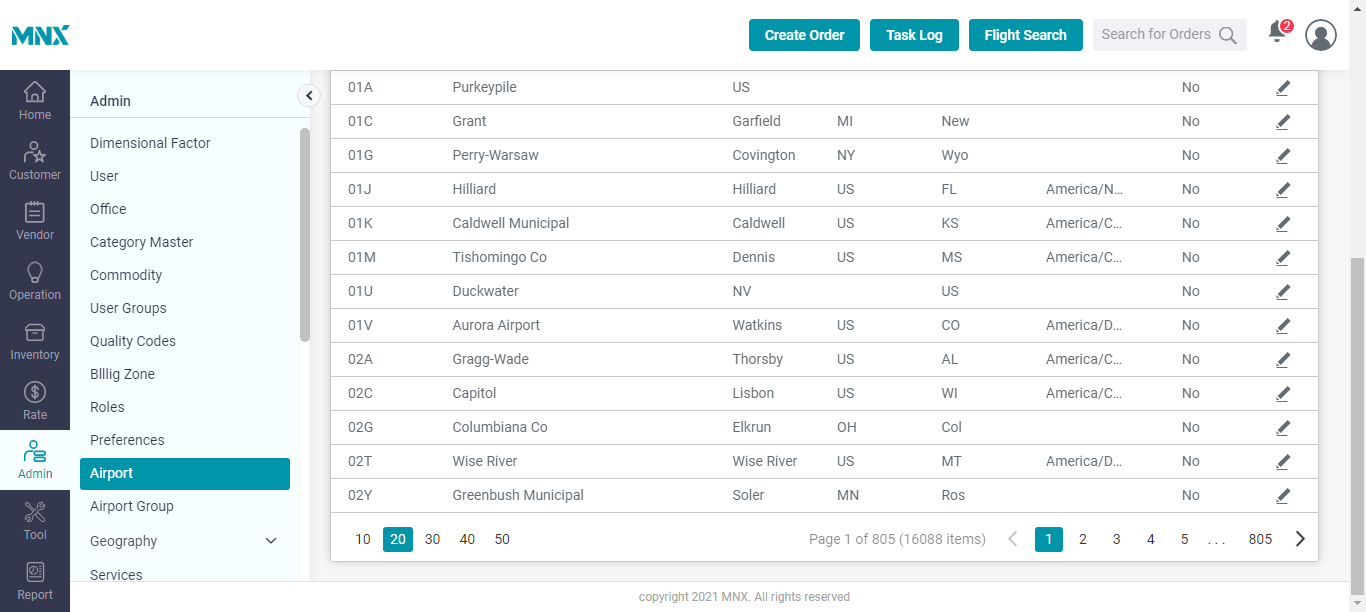 MNX
Create Order Task Log Flight Search Search for Orders 2
Home
Customer
Vendor
Operation
Inventory
Rate
Admin
Tool
Report
Admin
Dimensional Factor
User
Office
Category Master
Commodity
User Groups
Quality Codes
Blllig Zone
Roles
Preferences
Airport
Airport Group
Geography
Services
01A Purkeypile US No
01C Grant Garfield MI New No
01G Perry-Warsaw Covington NY Wyo No
01J Hilliard Hilliard US FL America/N... No
01K Caldwell Municipal Caldwell US KS America/C... No
01M Tishomingo Co Dennis US MS America/C... No
01U Duckwater NV US No
01V Aurora Airport Watkins US CO America/D... No
02A Gragg-Wade Thorsby US AL America/C... No
02C Capitol Lisbon US WI America/C... No
02G Columbiana Co Elkrun OH Col No
02T Wise River Wise River US MT America/D... No
02Y Greenbush Municipal Soler MN Ros No
10 20 30 40 50 Page 1 of 805 (16088 items) 1 2 3 4 5 ... 805
copyright 2021 MNX. All rights reserved